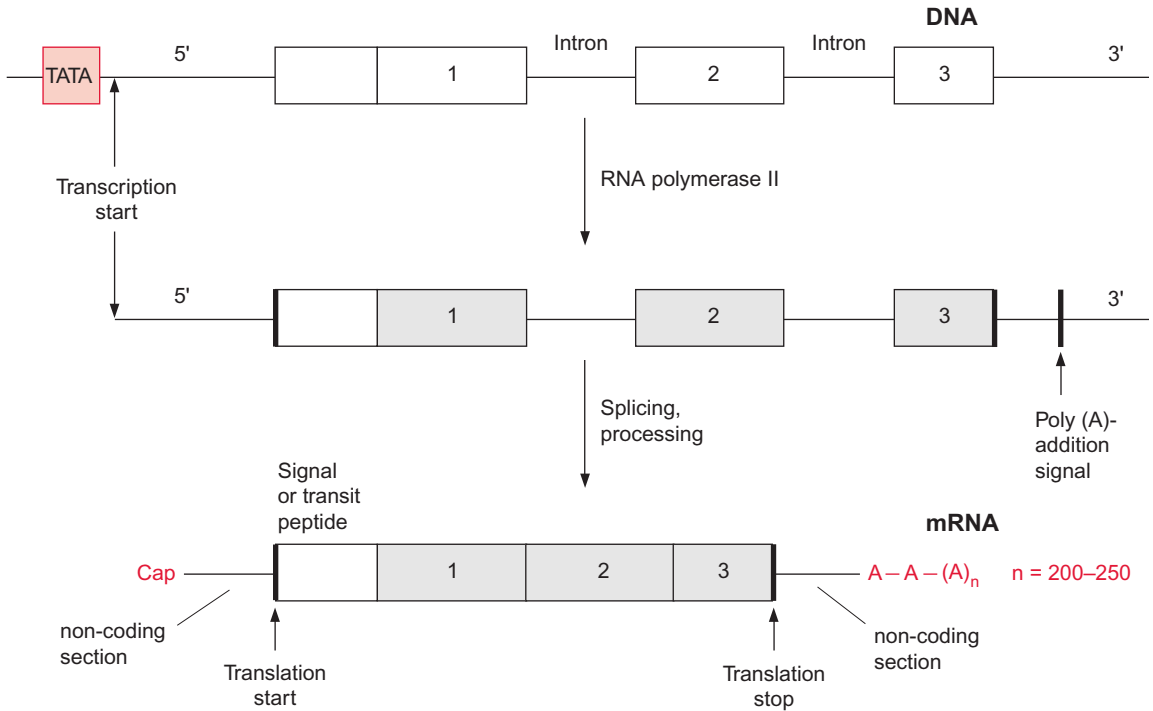 DNA
5'
Intron
Intron
3'
TATA
1
2
3
Transcription
start
RNA polymerase II
5'
3'
1
2
3
Splicing,
processing
Poly (A)-
addition
signal
Signal
or transit
peptide
mRNA
Cap
1
2
3
A – A – (A)n n = 200–250
non-coding
section
Translation
start
Translation
stop
non-coding
section